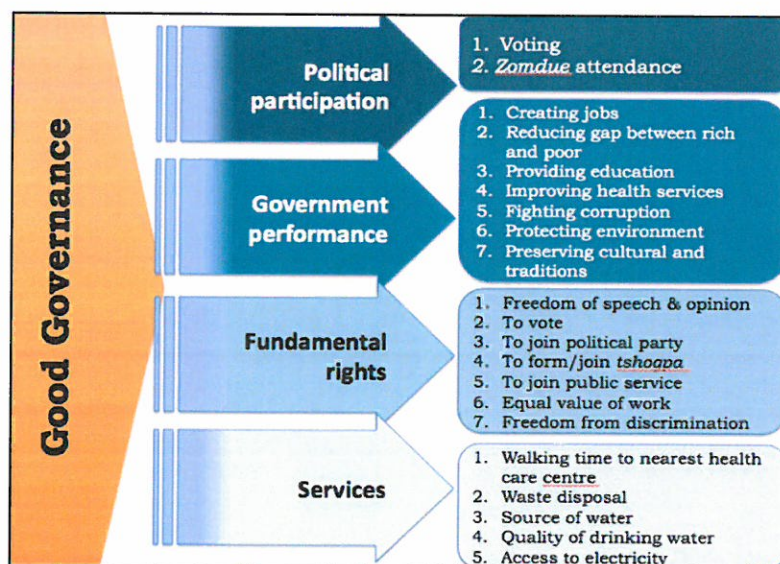 Good Governance
Political
participation
1. Voting
2. Zomdue attendance
Government
performance
1. Creating jobs
2. Reducing gap between rich
and poor
3. Providing education
4. Improving health services
5. Fighting corruption
6. Protecting environment
7. Preserving cultural and
traditions
Fundamental
rights
1. Freedom of speech & opinion
2. To vote
3. To join political party
4. To form/join tshogpa
5. To join public service
6. Equal value of work
7. Freedom from discrimination
Services
1. Walking time to nearest health
care centre
2. Waste disposal
3. Source of water
4. Quality of drinking water
5. Access to electricity